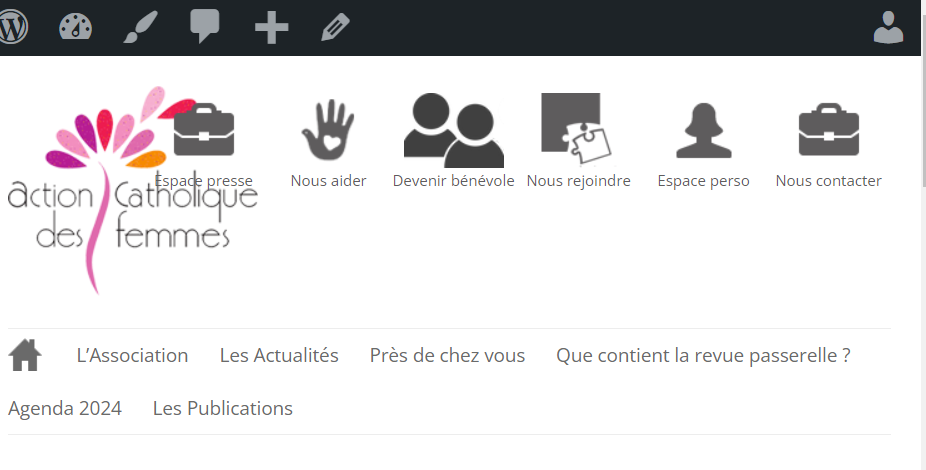 Espace presse Nous aider Devenir bénévole Nous rejoindre Espace perso Nous contacter
action Catholique
des femmes
L’Association Les Actualités Près de chez vous Que contient la revue passerelle ?
Agenda 2024 Les Publications